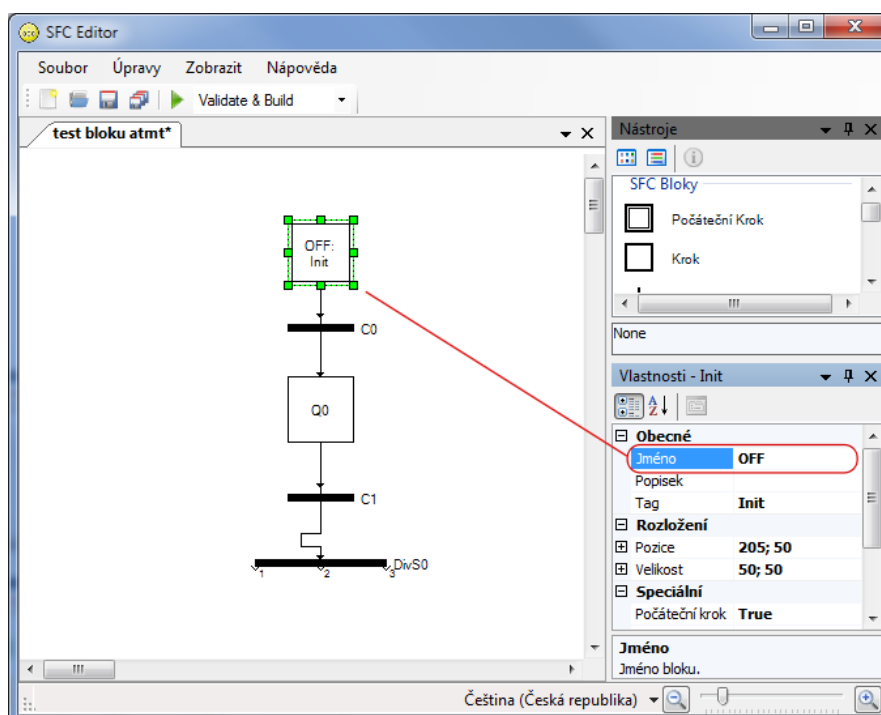 SFC Editor
Soubor Úpravy Zobrazit Nápověda
Validate & Build
test bloku atmt*
OFF:
Init
C0
Q0
C1
1 2 3 DivS0
Nástroje
SFC Bloky
Počáteční Krok
Krok
None
Vlastnosti - Init
Obecné
Jméno OFF
Popisek
Tag Init
Rozložení
Pozice 205; 50
Velikost 50; 50
Speciální
Počáteční krok True
Jméno
Jméno bloku.
Čeština (Česká republika)